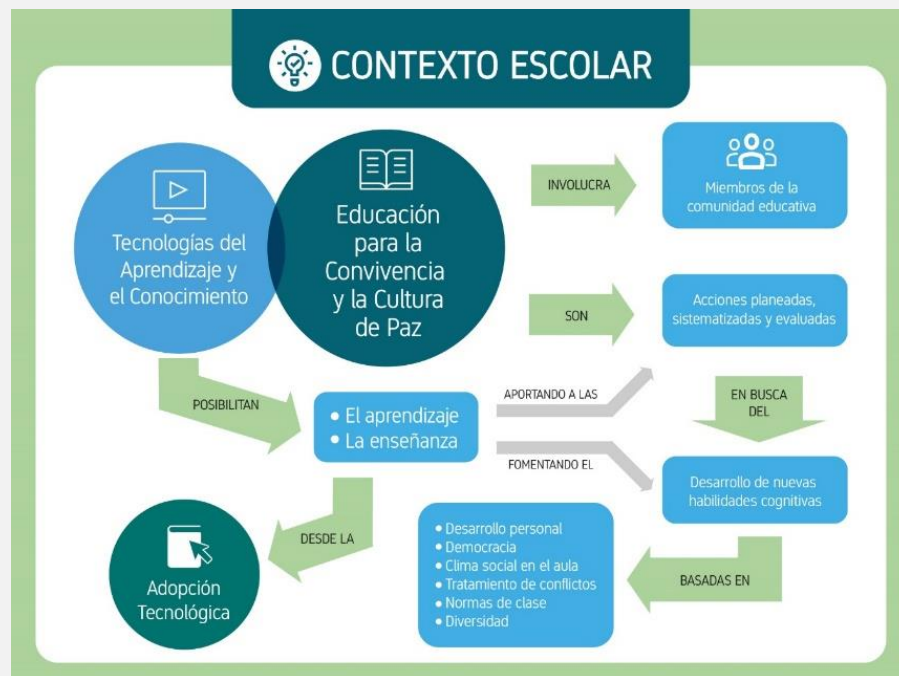 CONTEXTO ESCOLAR
Tecnologías del
Aprendizaje y
el Conocimiento
Educación
para la
Convivencia
y la Cultura
de Paz
INVOLUCRA
Miembros de la
comunidad educativa
SON
Acciones planeadas,
sistematizadas y evaluadas
POSIBILITAN
• El aprendizaje
• La enseñanza
APORTANDO A LAS
FOMENTANDO EL
EN BUSCA
DEL
Desarrollo de nuevas
habilidades cognitivas
DESDE LA
Adopción
Tecnológica
• Desarrollo personal
• Democracia
• Clima social en el aula
• Tratamiento de conflictos
• Normas de clase
• Diversidad
BASADAS EN